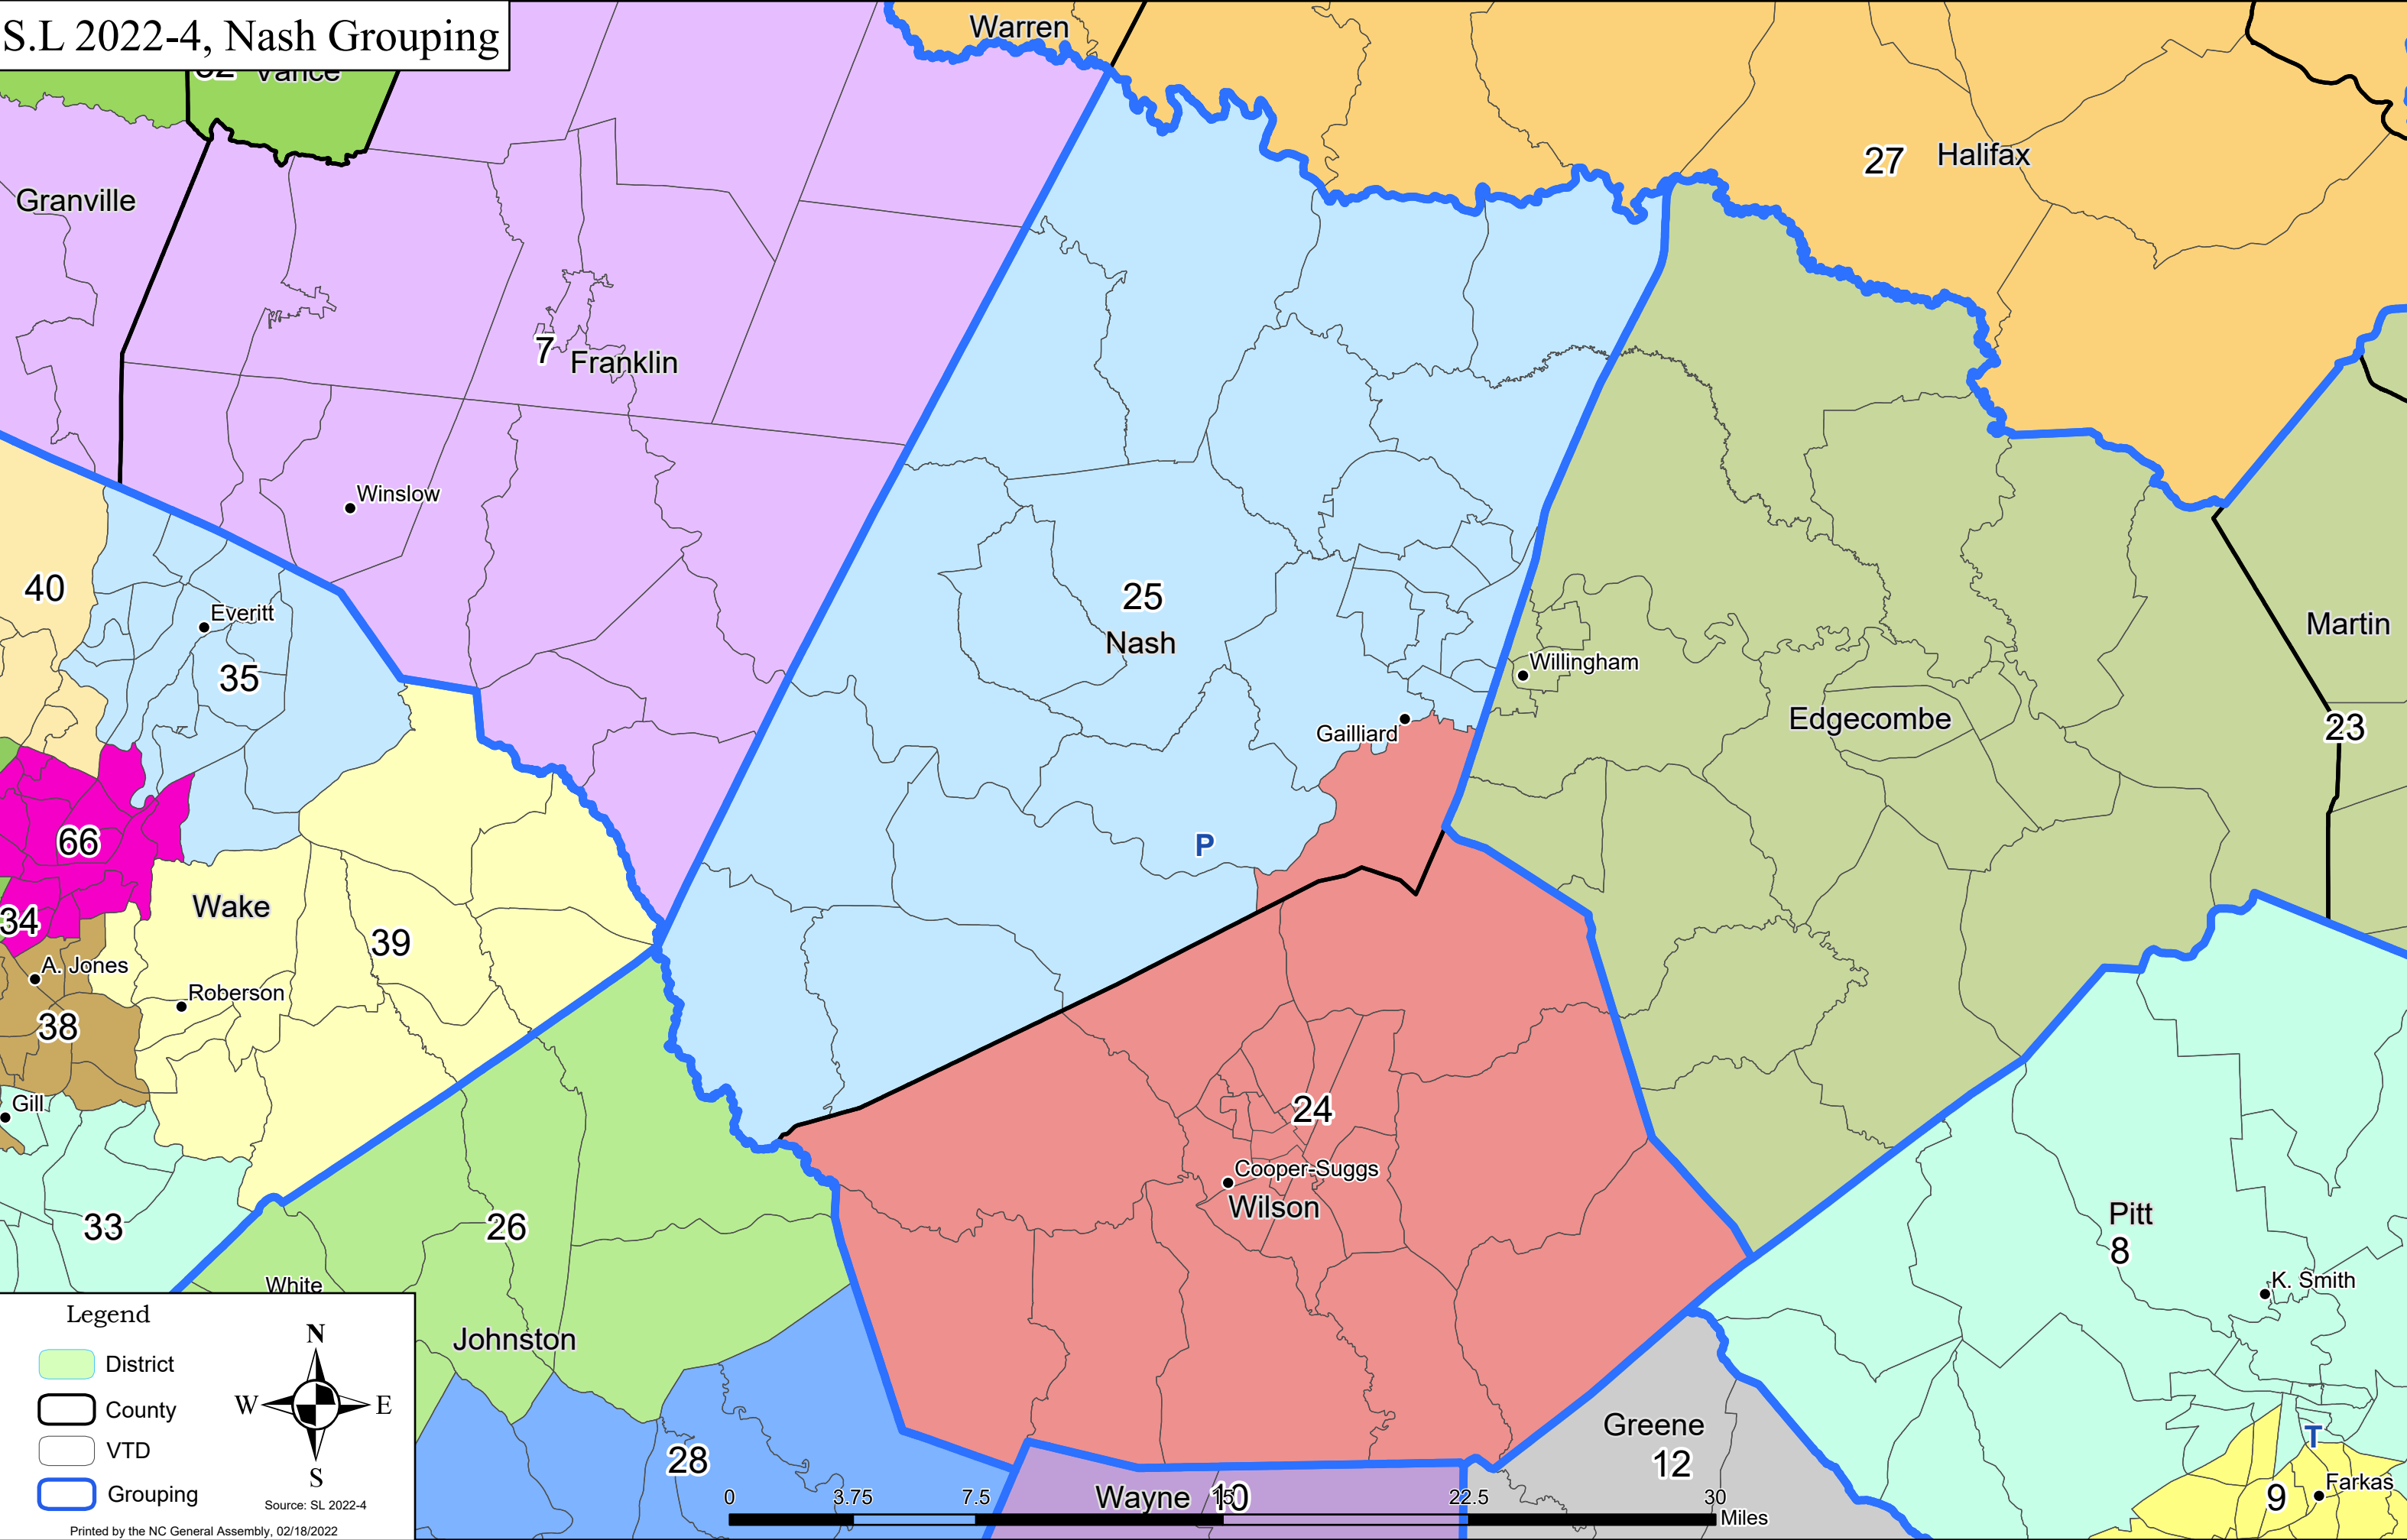 S.L 2022-4, Nash Grouping
Warren
32 Vance
27 Halifax
Granville
7 Franklin
Winslow
40
25
Nash
Everitt
Martin
35
Willingham
Edgecombe
23
Gailliard
66
P
Wake
34
39
A. Jones
Roberson
38
Gill
24
Cooper-Suggs
Wilson
33
26
Pitt
8
White
K. Smith
Johnston
Legend
District
County
VTD
Grouping
N
W E
S
Source: SL 2022-4
Printed by the NC General Assembly, 02/18/2022
Greene
12
T
28
Farkas
9
Wayne 10
0 3.75 7.5 15 22.5 30
Miles